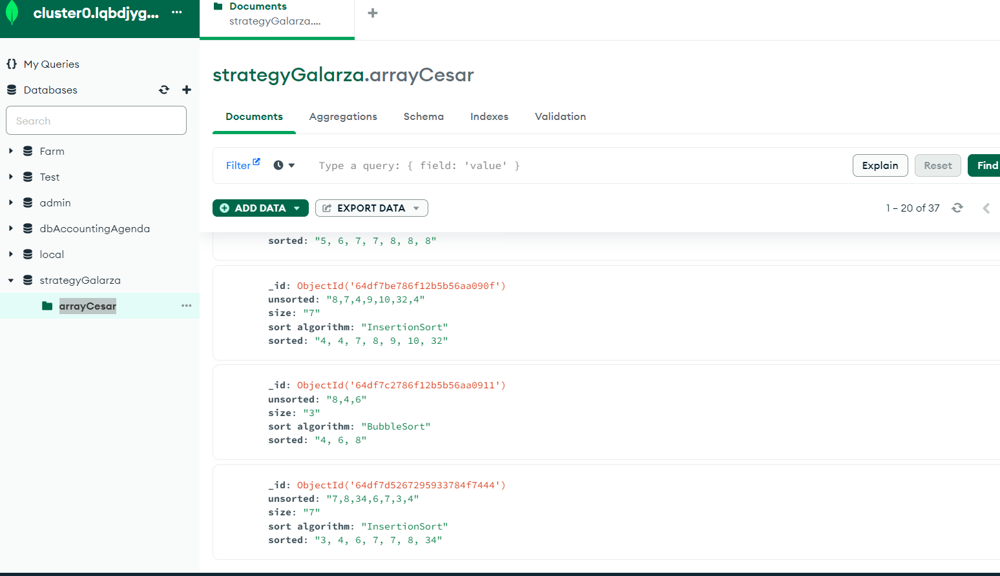 cluster0.lqbdjyg...
Documents
strategyGalarza....
My Queries
Databases
Search
Farm
Test
admin
dbAccountingAgenda
local
strategyGalarza
arrayCesar
strategyGalarza.arrayCesar
Documents Aggregations Schema Indexes Validation
Filter Type a query: { field: 'value' } Explain Reset Find
ADD DATA EXPORT DATA 1 – 20 of 37
sorted: "5, 6, 7, 7, 8, 8, 8"
_id: ObjectId('64df7be786f12b5b56aa090f')
unsorted: "8,7,4,9,10,32,4"
size: "7"
sort algorithm: "InsertionSort"
sorted: "4, 4, 7, 8, 9, 10, 32"
_id: ObjectId('64df7c2786f12b5b56aa0911')
unsorted: "8,4,6"
size: "3"
sort algorithm: "BubbleSort"
sorted: "4, 6, 8"
_id: ObjectId('64df7d5267295933784f7444')
unsorted: "7,8,34,6,7,3,4"
size: "7"
sort algorithm: "InsertionSort"
sorted: "3, 4, 6, 7, 7, 8, 34"